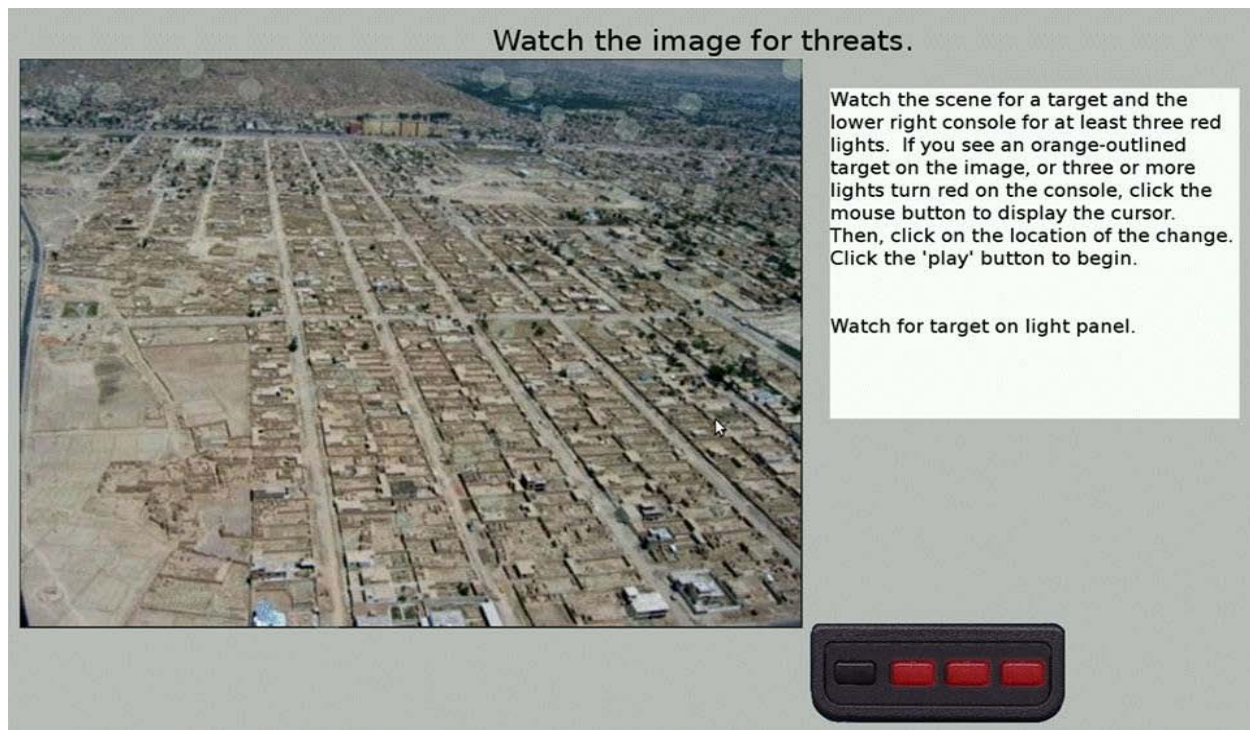 Watch the image for threats.
Watch the scene for a target and the
lower right console for at least three red
lights.  If you see an orange-outlined
target on the image, or three or more
lights turn red on the console, click the
mouse button to display the cursor.
Then, click on the location of the change.
Click the 'play' button to begin.
Watch for target on light panel.